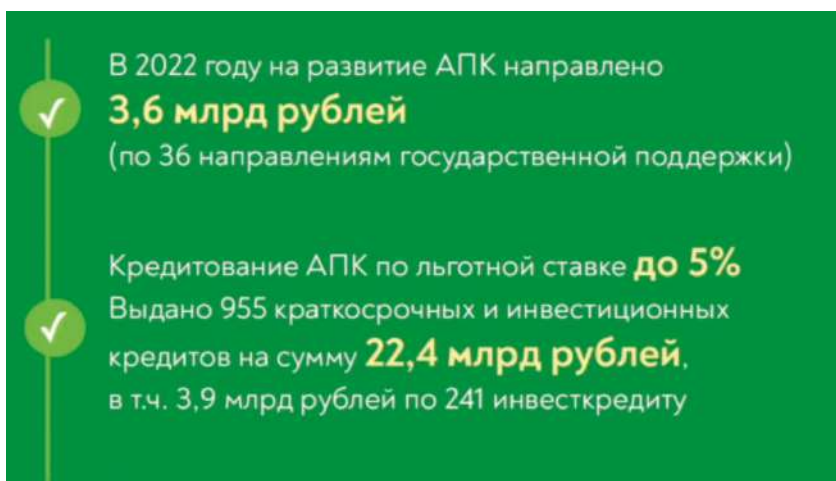 В 2022 году на развитие АПК направлено
3,6 млрд рублей
(по 36 направлениям государственной поддержки)
Кредитование АПК по льготной ставке до 5%
Выдано 955 краткосрочных и инвестиционных
кредитов на сумму 22,4 млрд рублей,
в т.ч. 3,9 млрд рублей по 241 инвесткредиту